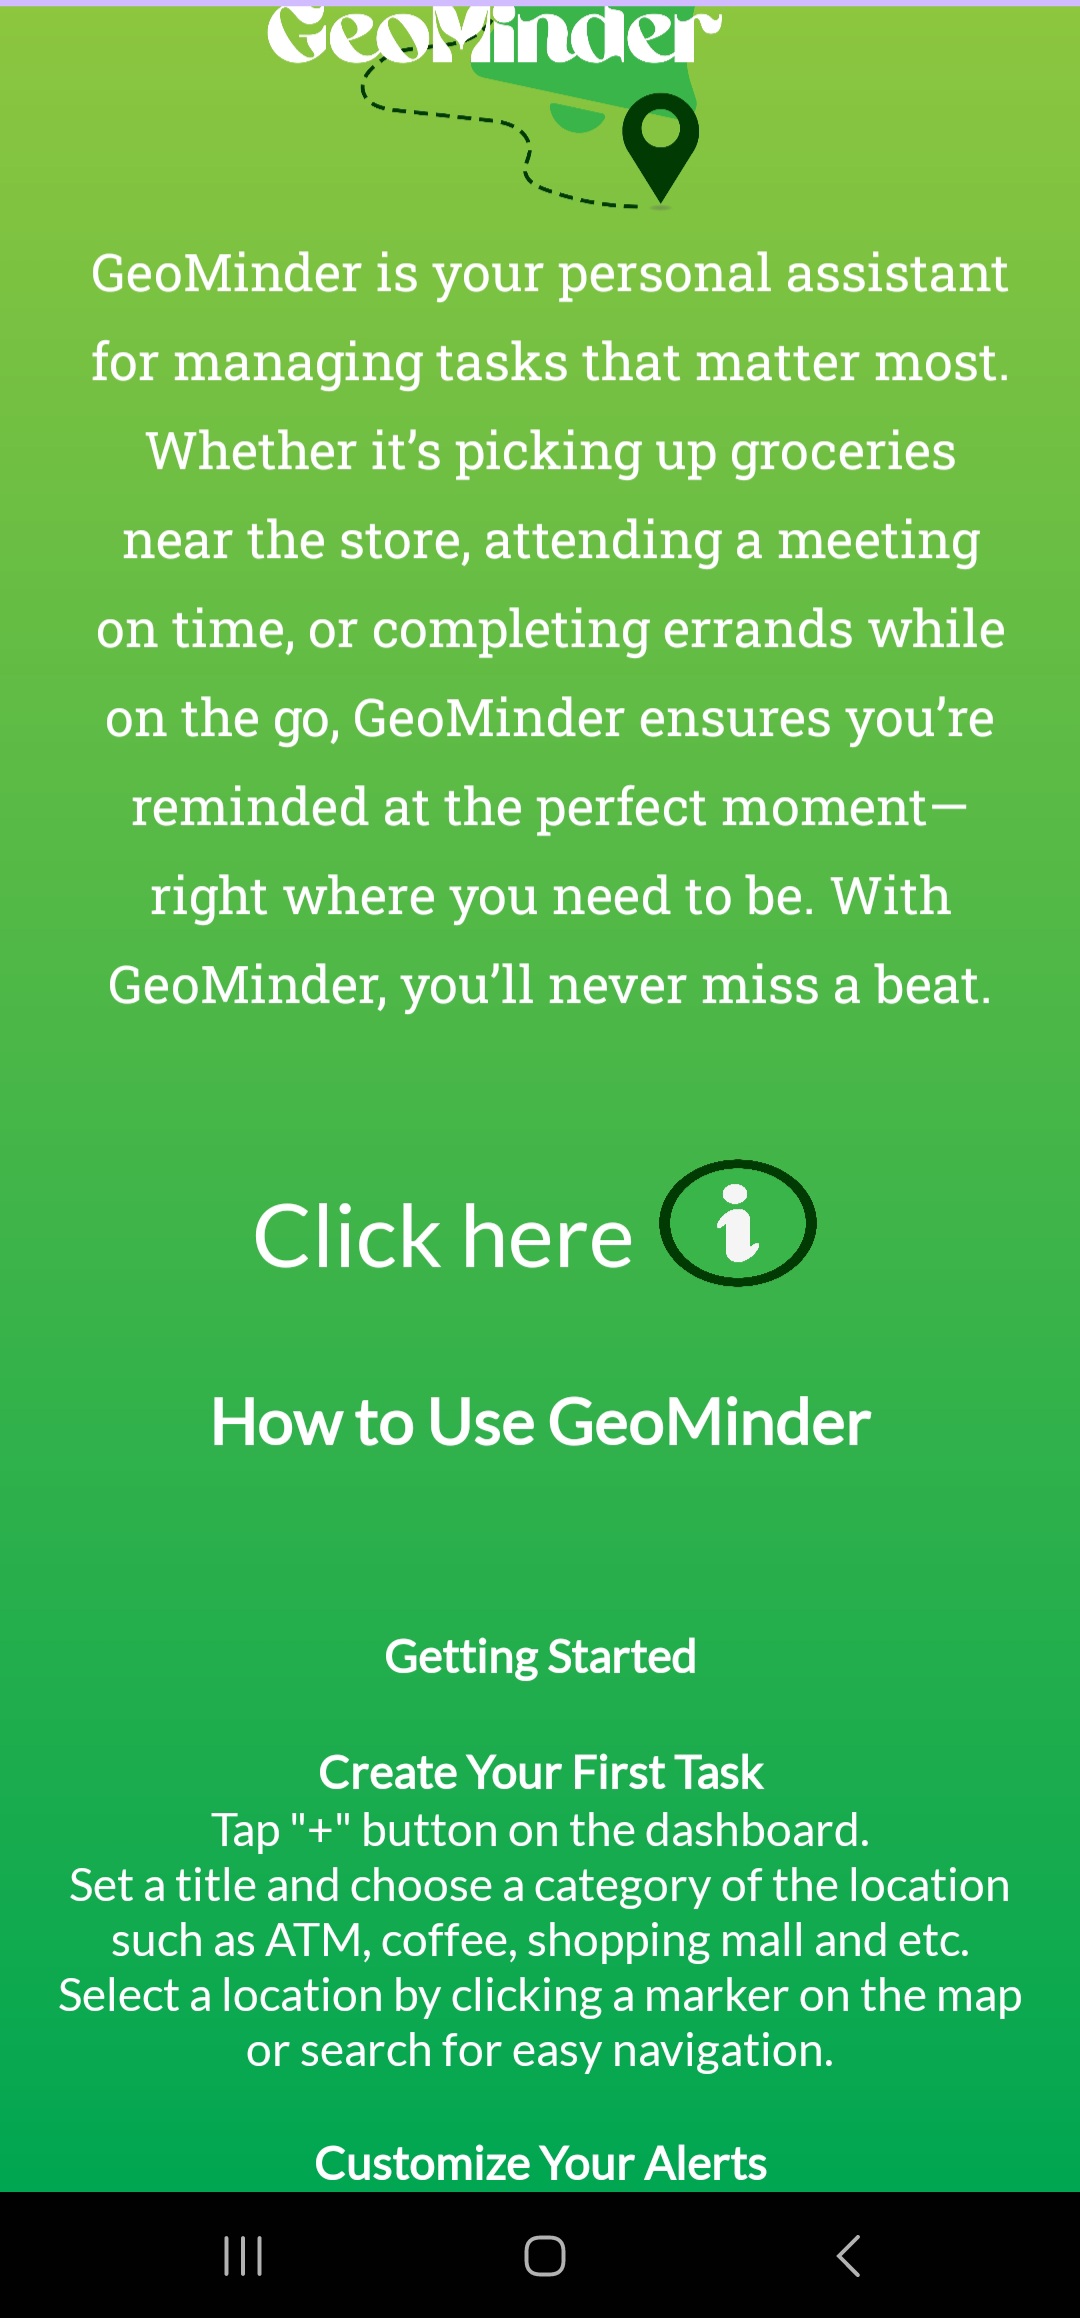 GeoMinder
GeoMinder is your personal assistant
for managing tasks that matter most.
Whether it’s picking up groceries
near the store, attending a meeting
on time, or completing errands while
on the go, GeoMinder ensures you’re
reminded at the perfect moment—
right where you need to be. With
GeoMinder, you’ll never miss a beat.
Click here i
How to Use GeoMinder
Getting Started
Create Your First Task
Tap "+" button on the dashboard.
Set a title and choose a category of the location
such as ATM, coffee, shopping mall and etc.
Select a location by clicking a marker on the map
or search for easy navigation.
Customize Your Alerts